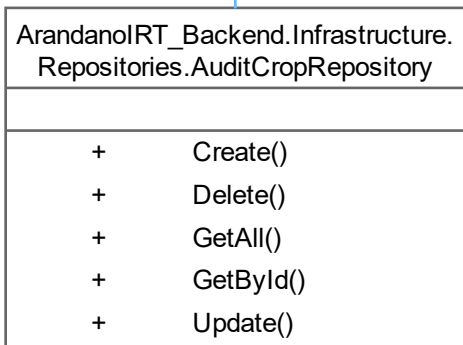 ArandanoIRT_Backend.Infrastructure.
Repositories.AuditCropRepository
+ Create()
+ Delete()
+ GetAll()
+ GetById()
+ Update()